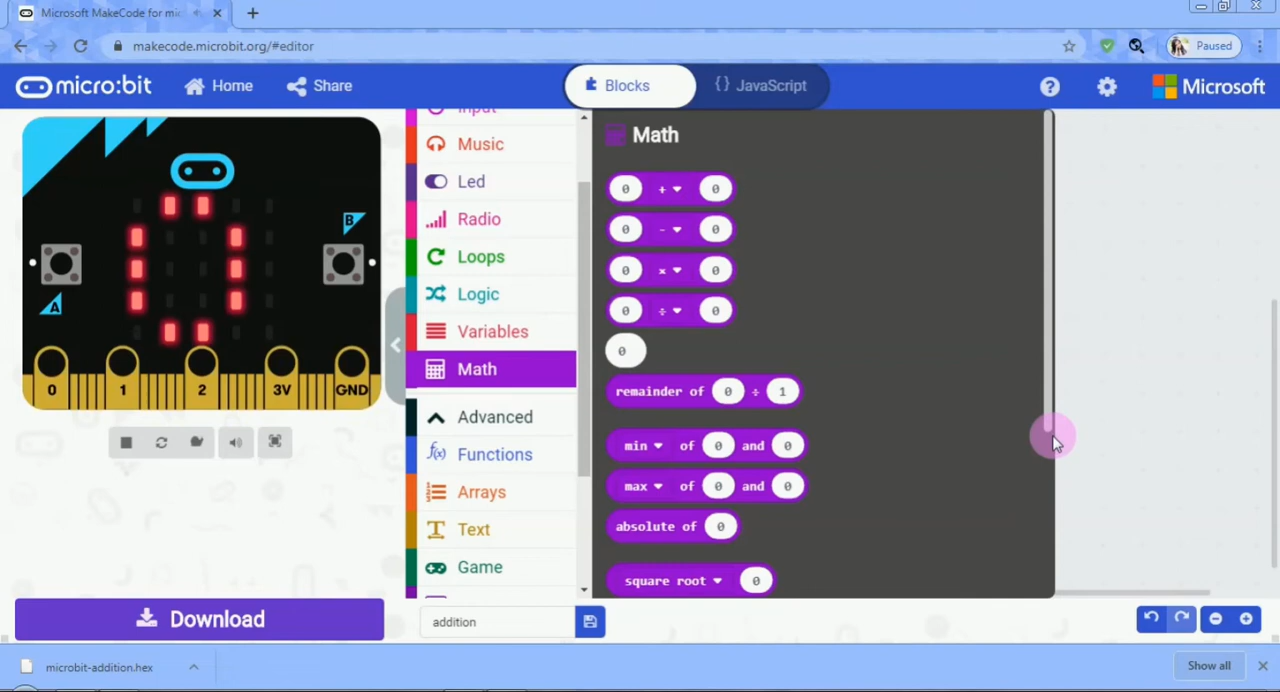 Microsoft MakeCode for mic
makecode.microbit.org/#editor
Paused
micro:bit
Home
Share
Blocks
{} JavaScript
?
Microsoft
Input
Music
Led
Radio
Loops
Logic
Variables
Math
Advanced
f(x) Functions
Arrays
Text
Game
Math
0 + 0
0 - 0
0 × 0
0 ÷ 0
0
remainder of 0 ÷ 1
min of 0 and 0
max of 0 and 0
absolute of 0
square root 0
A
B
0 1 2 3V GND
Download
addition
microbit-addition.hex
Show all